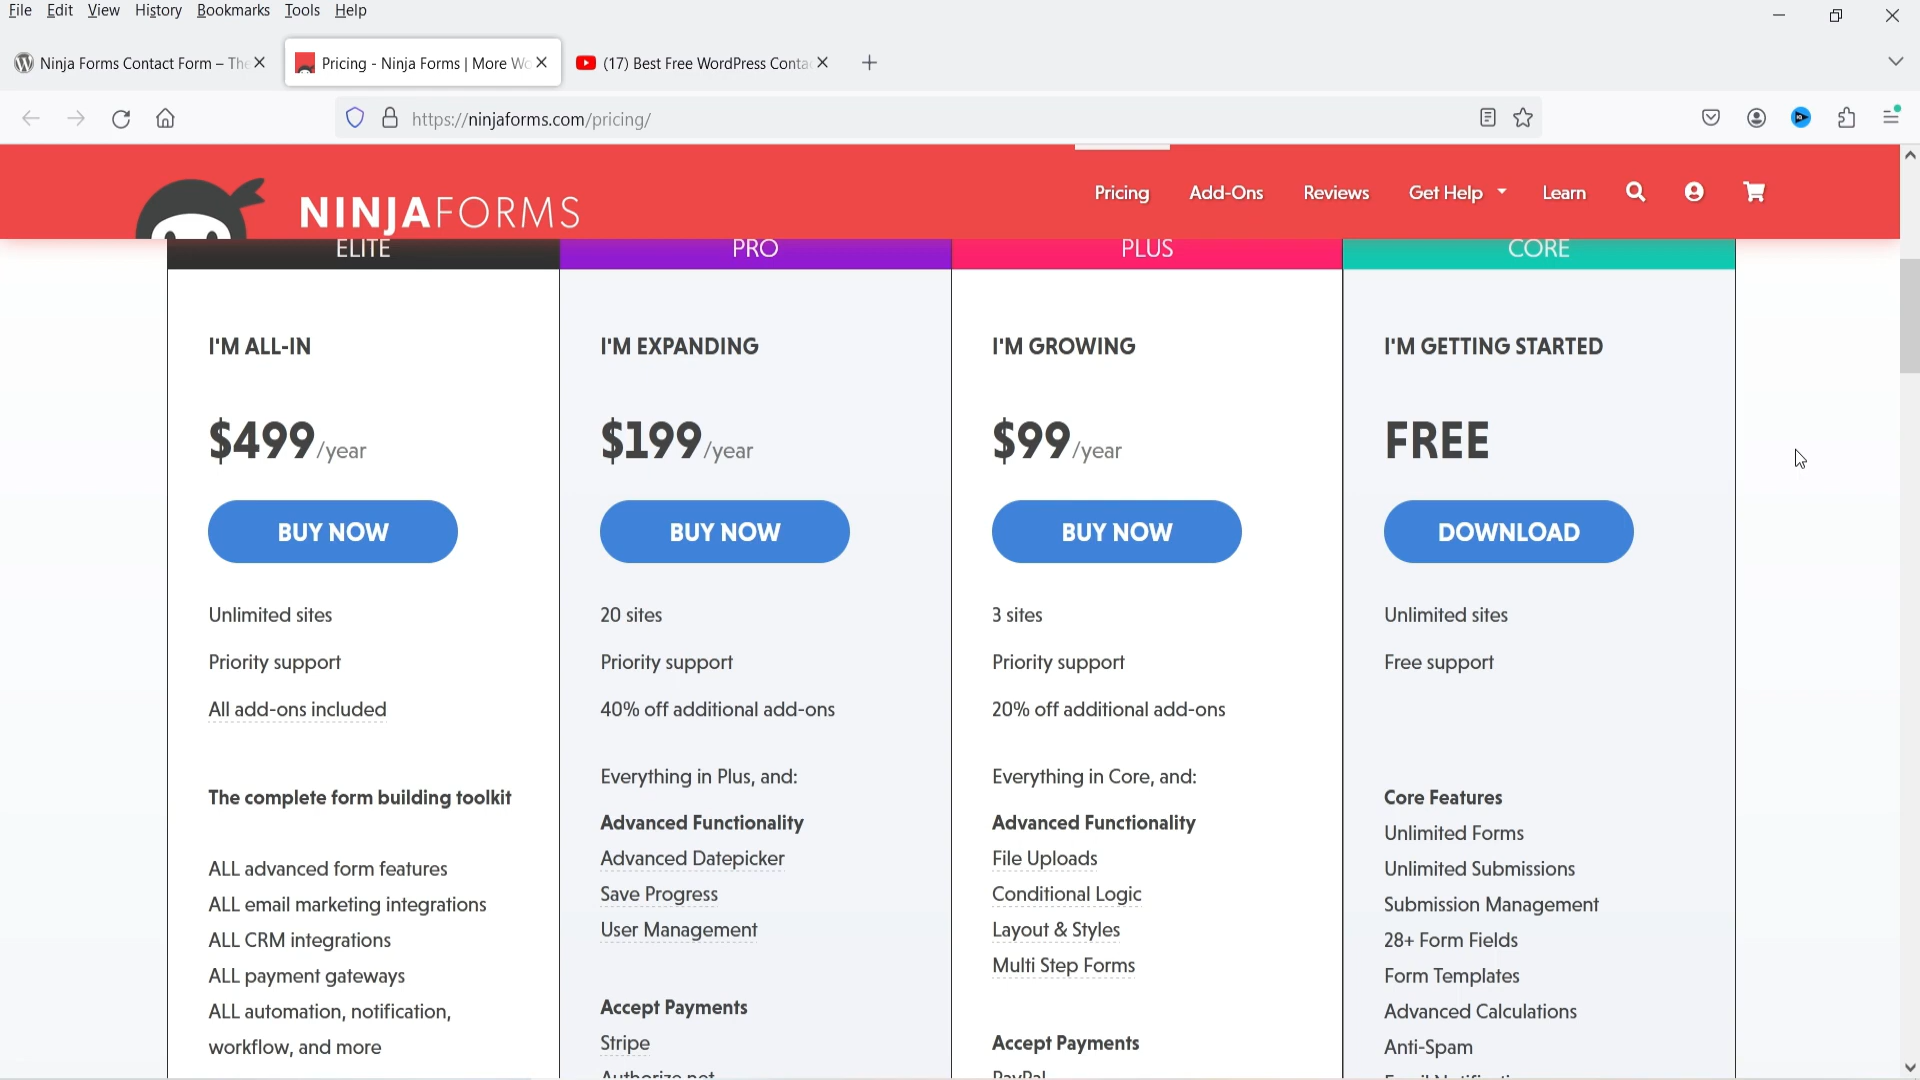 File Edit View History Bookmarks Tools Help
Ninja Forms Contact Form – The
Pricing - Ninja Forms | More Wo
(17) Best Free WordPress Conta
https://ninjaforms.com/pricing/
NINJAFORMS
Pricing Add-Ons Reviews Get Help Learn
ELITE
I'M ALL-IN
$499/year
BUY NOW
Unlimited sites
Priority support
All add-ons included
The complete form building toolkit
ALL advanced form features
ALL email marketing integrations
ALL CRM integrations
ALL payment gateways
ALL automation, notification,
workflow, and more
PRO
I'M EXPANDING
$199/year
BUY NOW
20 sites
Priority support
40% off additional add-ons
Everything in Plus, and:
Advanced Functionality
Advanced Datepicker
Save Progress
User Management
Accept Payments
Stripe
Authorize.net
PLUS
I'M GROWING
$99/year
BUY NOW
3 sites
Priority support
20% off additional add-ons
Everything in Core, and:
Advanced Functionality
File Uploads
Conditional Logic
Layout & Styles
Multi Step Forms
Accept Payments
PayPal
CORE
I'M GETTING STARTED
FREE
DOWNLOAD
Unlimited sites
Free support
Core Features
Unlimited Forms
Unlimited Submissions
Submission Management
28+ Form Fields
Form Templates
Advanced Calculations
Anti-Spam